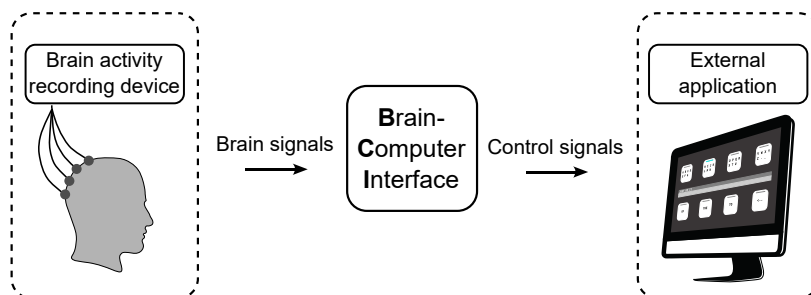 Brain activity
recording device
Brain signals
Brain-
Computer
Interface
Control signals
External
application